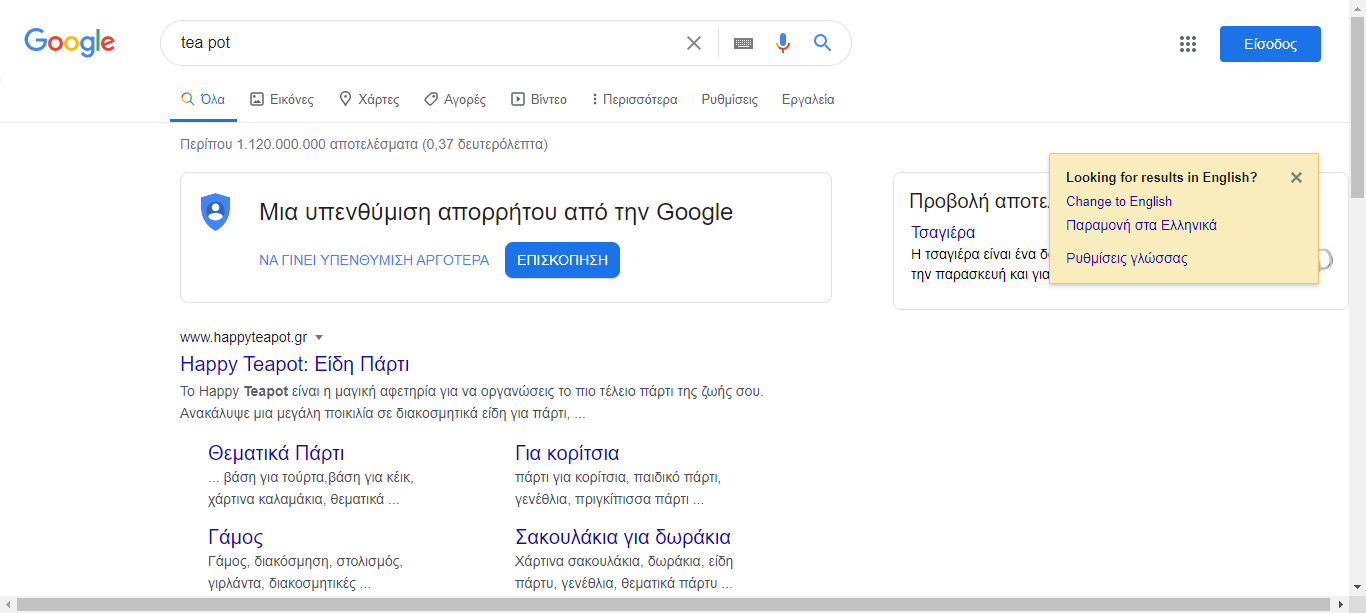 Google
tea pot
Είσοδος
Όλα Εικόνες Χάρτες Αγορές Βίντεο Περισσότερα Ρυθμίσεις Εργαλεία
Περίπου 1.120.000.000 αποτελέσματα (0,37 δευτερόλεπτα)
Μια υπενθύμιση απορρήτου από την Google
ΝΑ ΓΙΝΕΙ ΥΠΕΝΘΥΜΙΣΗ ΑΡΓΟΤΕΡΑ ΕΠΙΣΚΟΠΗΣΗ
www.happyteapot.gr
Happy Teapot: Είδη Πάρτι
Το Happy Teapot είναι η μαγική αφετηρία για να οργανώσεις το πιο τέλειο πάρτι της ζωής σου.
Ανακάλυψε μια μεγάλη ποικιλία σε διακοσμητικά είδη για πάρτι, ...
Θεματικά Πάρτι
... βάση για τούρτα,βάση για κέικ,
χάρτινα καλαμάκια, θεματικά ...
Για κορίτσια
πάρτι για κορίτσια, παιδικό πάρτι,
γενέθλια, πριγκίπισσα πάρτι ...
Γάμος
Γάμος, διακόσμηση, στολισμός,
γιρλάντα, διακοσμητικές ...
Σακουλάκια για δωράκια
Χάρτινα σακουλάκια, δωράκια, είδη
πάρτυ, γενέθλια, θεματικά πάρτυ ...
Προβολή
Τσαγιέρα
Η τσαγιέρα είναι ένα
την παρασκευή και
Looking for results in English?
Change to English
Παραμονή στα Ελληνικά
Ρυθμίσεις γλώσσας